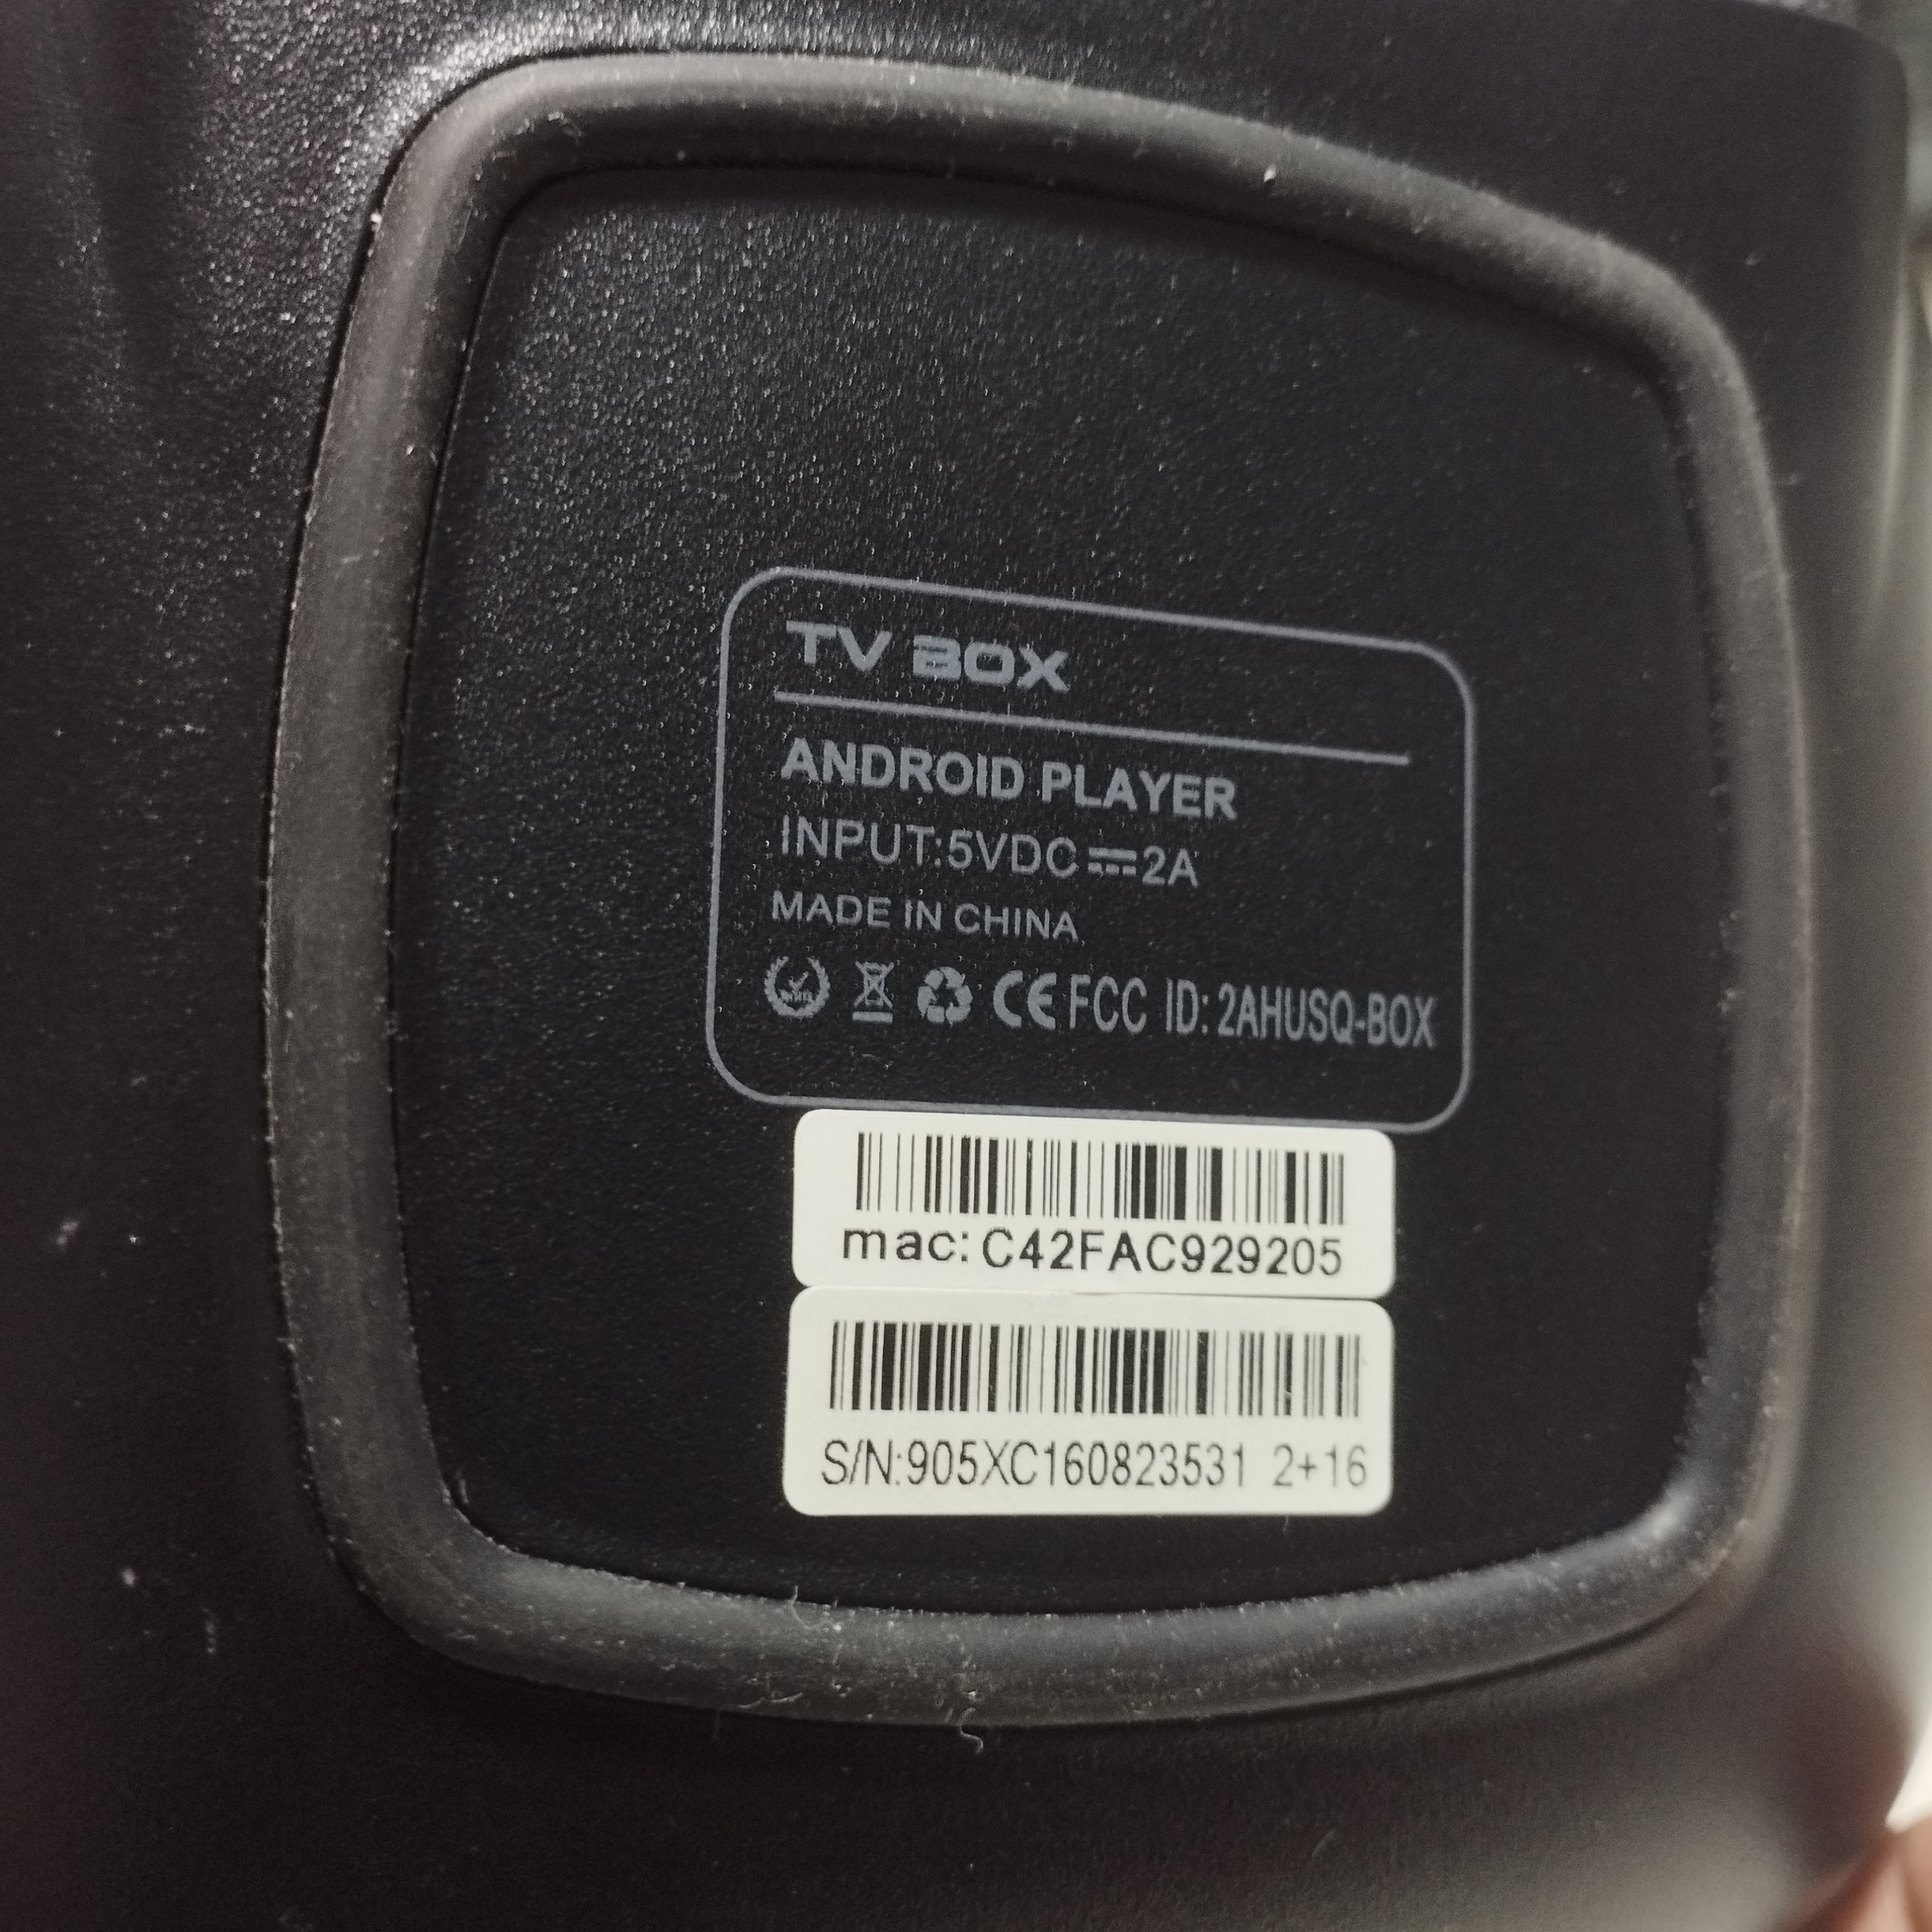 TV BOX
ANDROID PLAYER
INPUT:5VDC⎓2A
MADE IN CHINA
CE FCC ID: 2AHUSQ-BOX
mac: C42FAC929205
S/N:905XC160823531 2+16